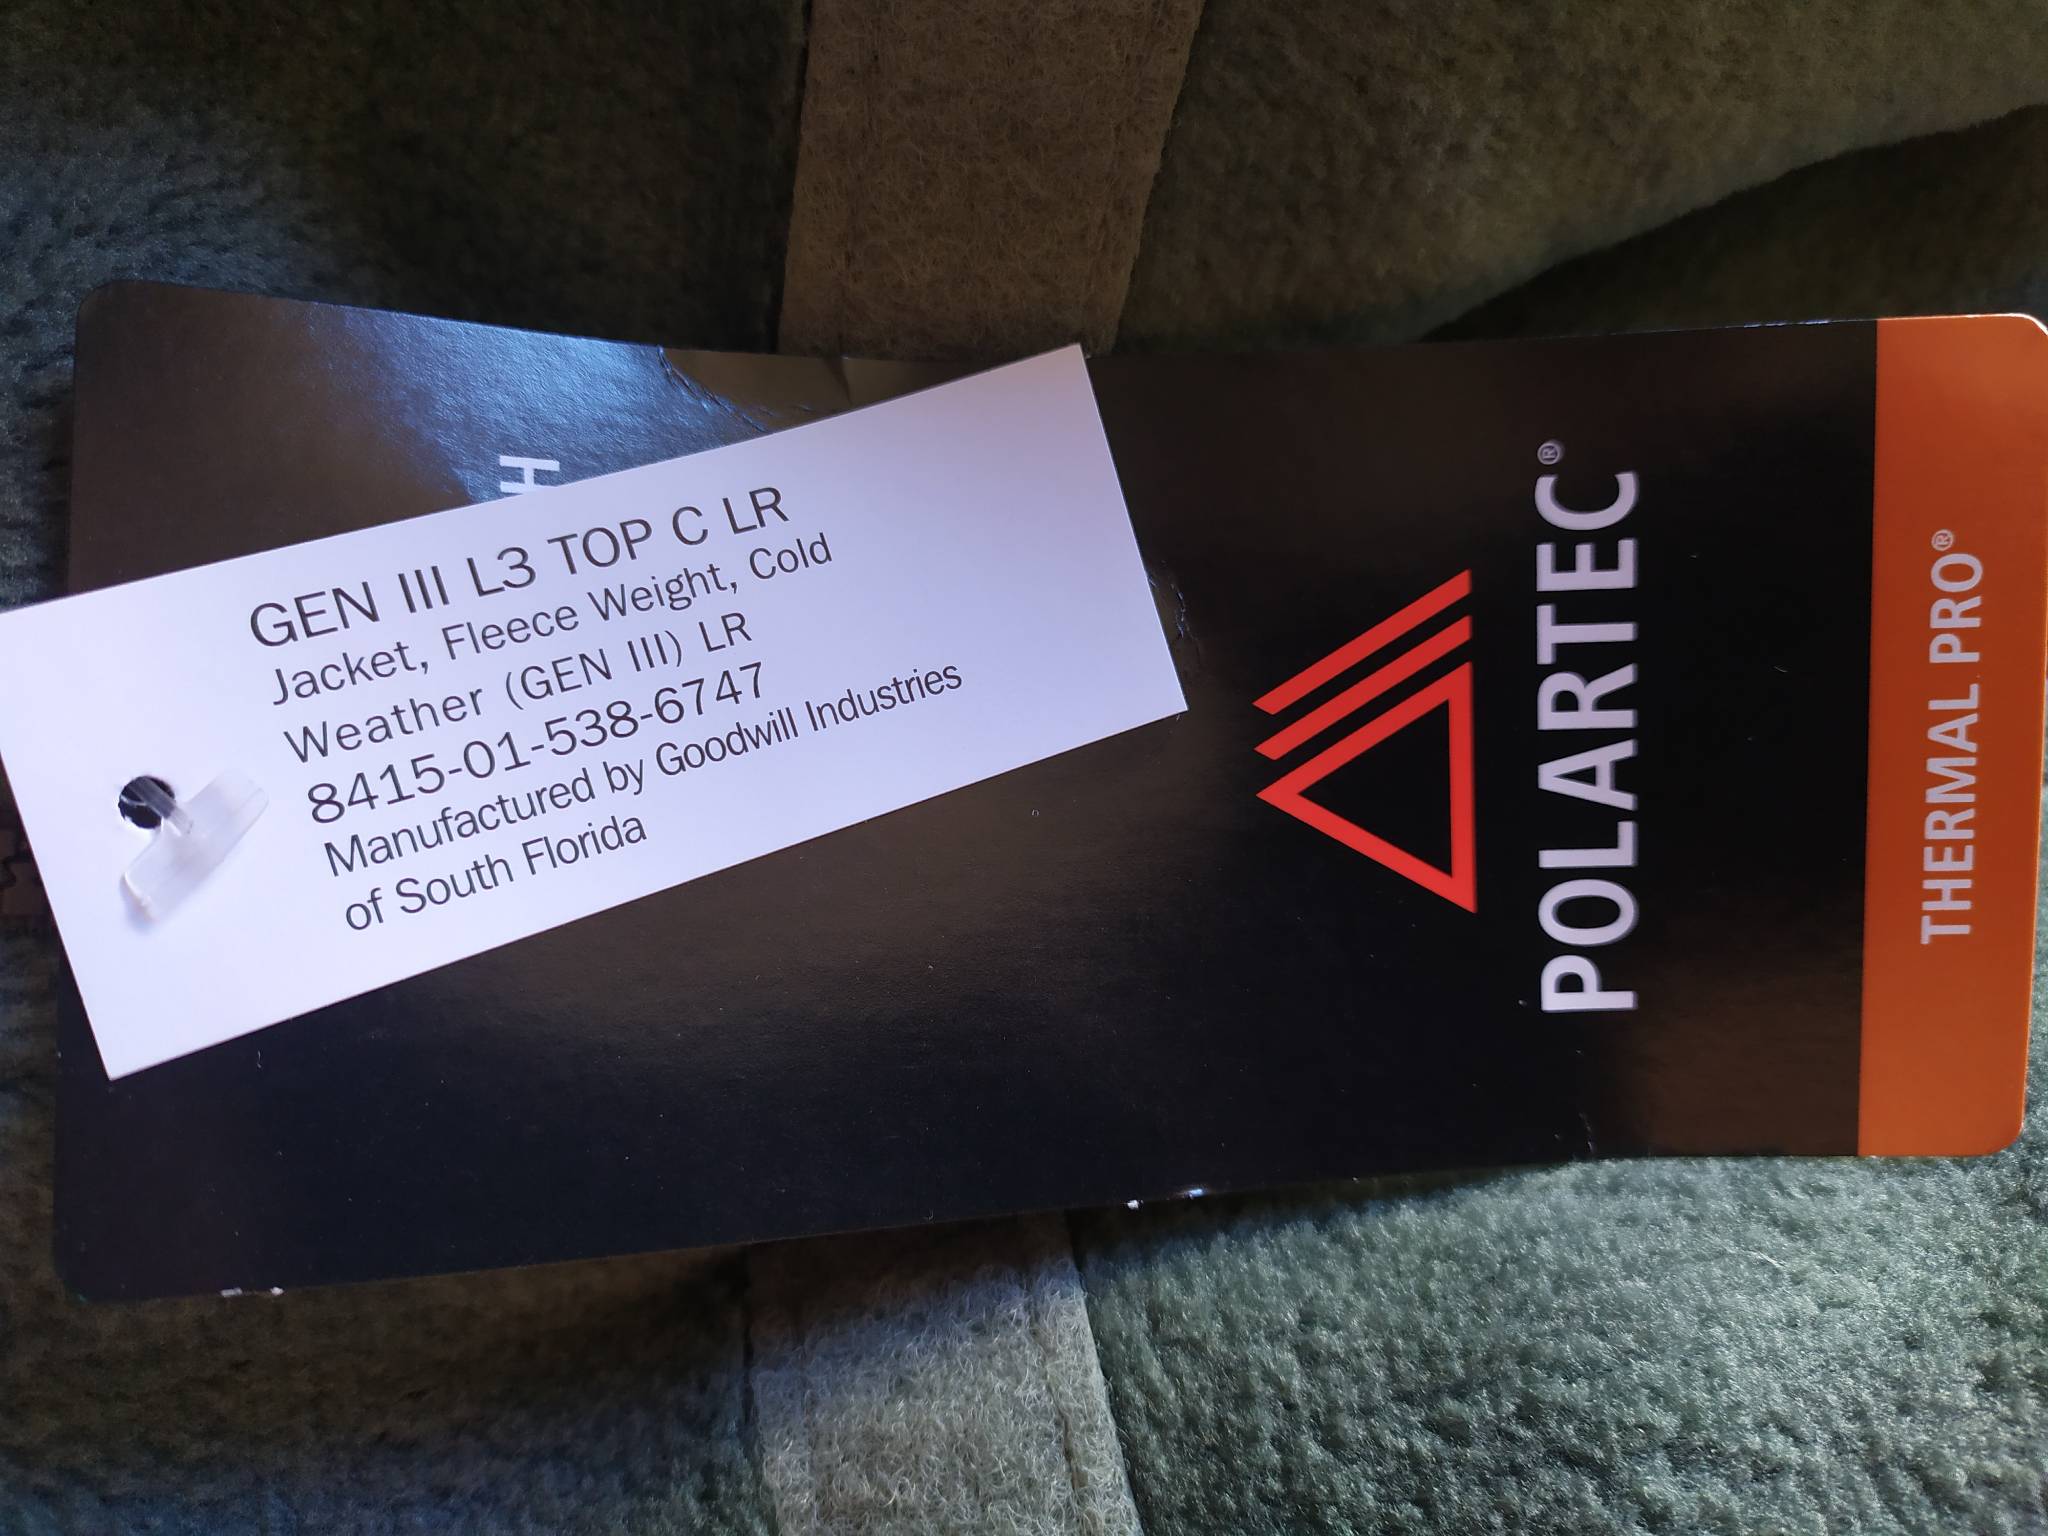 GEN III L3 TOP C LR
Jacket, Fleece Weight, Cold
Weather (GEN III) LR
8415-01-538-6747
Manufactured by Goodwill Industries
of South Florida
POLARTEC®
THERMAL PRO®